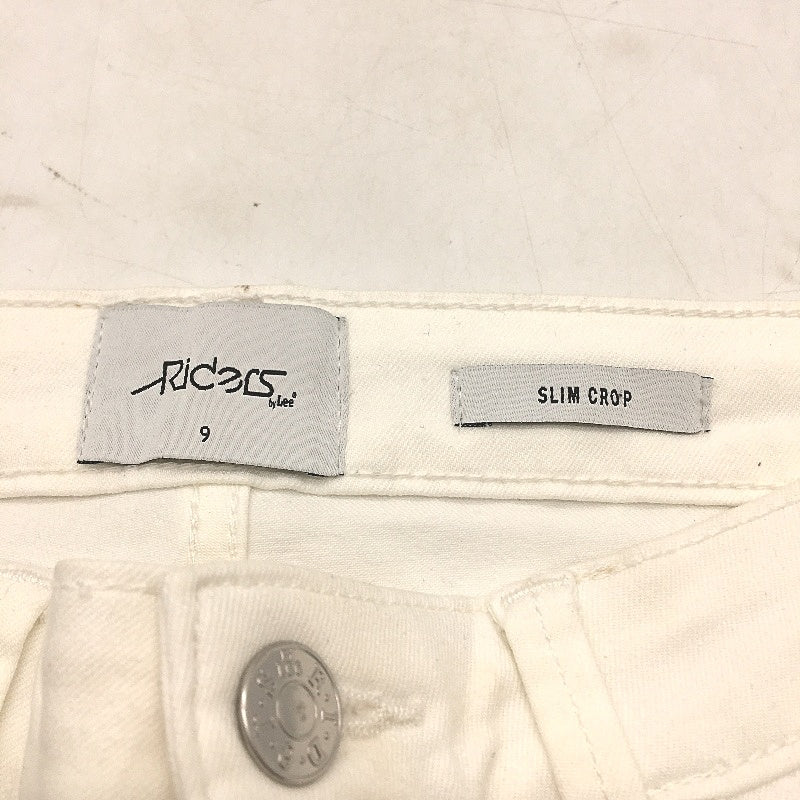 Riders
by Lee®
9
SLIM CROP